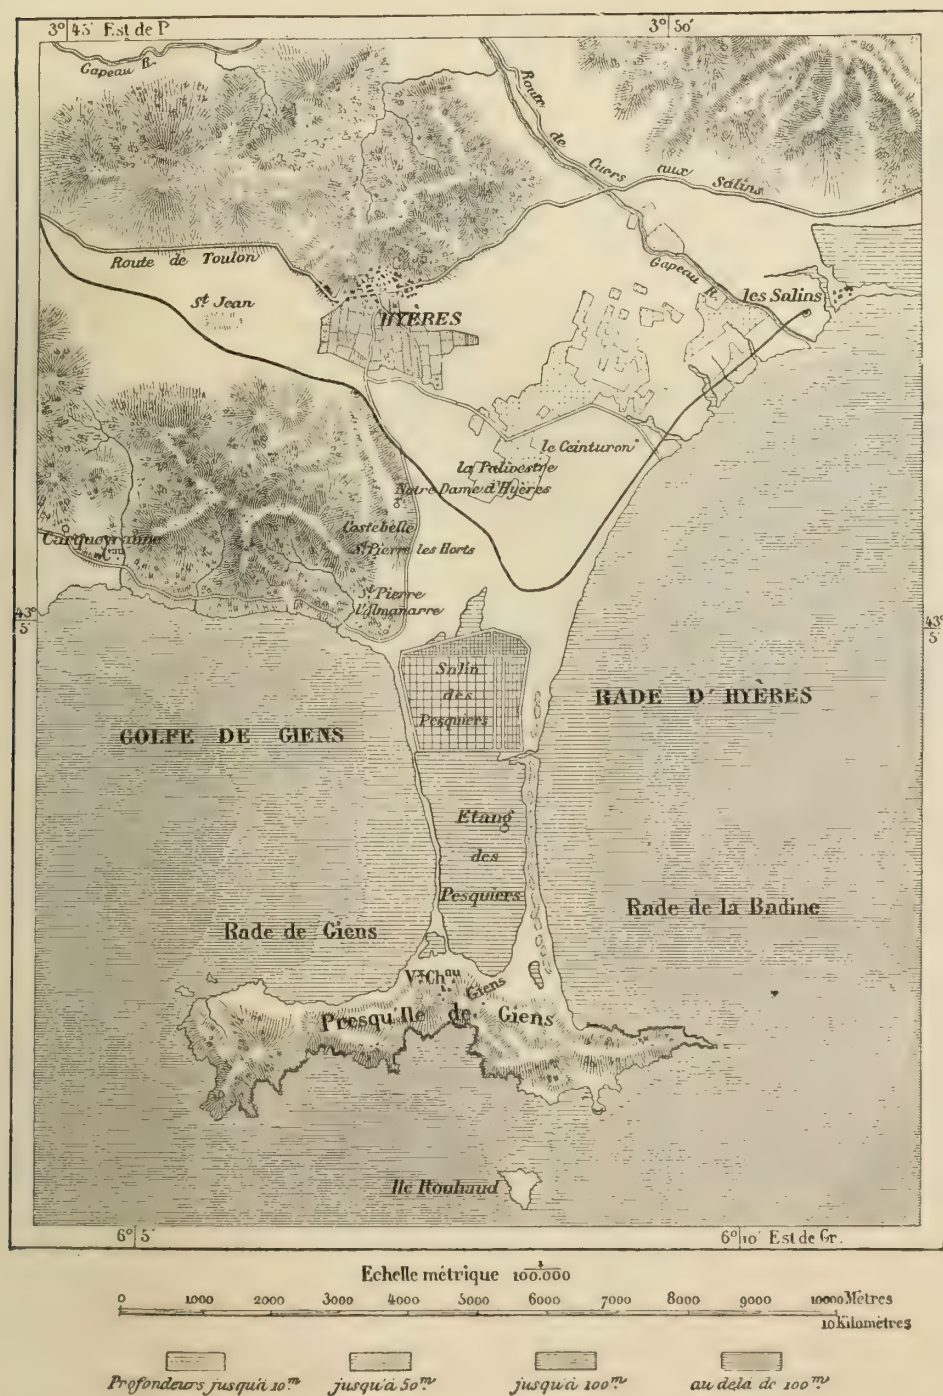 3° 45' Est de P
3° 50'
Gapeau R.
Route de Cuers aux Salins
Route de Toulon
St Jean
HYÈRES
Gapeau R.
les Salins
le Ceinturon
la Palivestre
Notre Dame d'Hyères
Costebelle
St Pierre les Horts
Carqueyranne
St Pierre
l'Almanarre
43°
5'
43°
5'
Salin
des
Pesquiers
RADE D'HYÈRES
GOLFE DE GIENS
Etang
des
Pesquiers
Rade de Giens
Rade de la Badine
Vx Chau
Giens
Presqu'Ile de Giens
Ile Roubaud
6° 5'
6° 10' Est de Gr.
Echelle métrique 1/100.000
0 1000 2000 3000 4000 5000 6000 7000 8000 9000 10000 Mètres
10 Kilomètres
Profondeurs jusqu'à 10m jusqu'à 50m jusqu'à 100m au delà de 100m